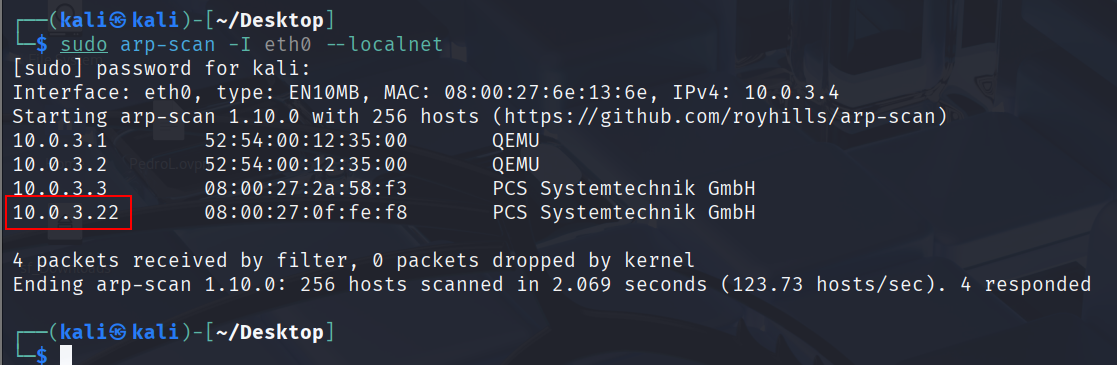 ┌──(kali㉿kali)-[~/Desktop]
└─$ sudo arp-scan -I eth0 --localnet
[sudo] password for kali:
Interface: eth0, type: EN10MB, MAC: 08:00:27:6e:13:6e, IPv4: 10.0.3.4
Starting arp-scan 1.10.0 with 256 hosts (https://github.com/royhills/arp-scan)
10.0.3.1 52:54:00:12:35:00 QEMU
10.0.3.2 52:54:00:12:35:00 QEMU
10.0.3.3 08:00:27:2a:58:f3 PCS Systemtechnik GmbH
10.0.3.22 08:00:27:0f:fe:f8 PCS Systemtechnik GmbH
4 packets received by filter, 0 packets dropped by kernel
Ending arp-scan 1.10.0: 256 hosts scanned in 2.069 seconds (123.73 hosts/sec). 4 responded
┌──(kali㉿kali)-[~/Desktop]
└─$